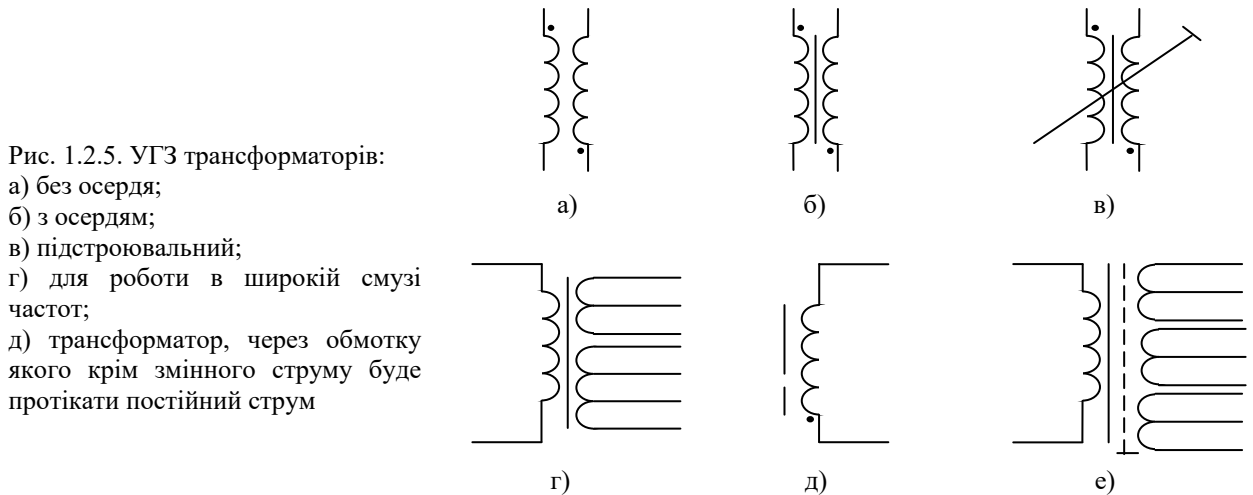 Рис. 1.2.5. УГЗ трансформаторів:
а) без осердя;
б) з осердям;
в) підстроювальний;
г) для роботи в широкій смузі
частот;
д) трансформатор, через обмотку
якого крім змінного струму буде
протікати постійний струм
а)
б)
в)
г)
д)
е)